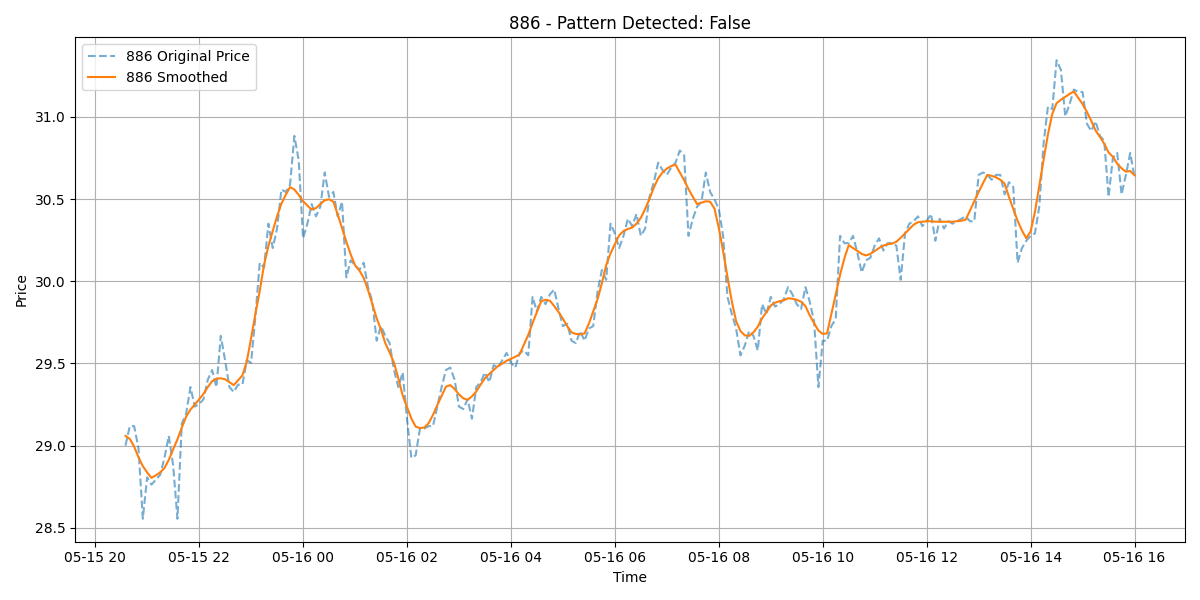 886 - Pattern Detected: False
886 Original Price
886 Smoothed
Price
31.0
30.5
30.0
29.5
29.0
28.5
05-15 20 05-15 22 05-16 00 05-16 02 05-16 04 05-16 06 05-16 08 05-16 10 05-16 12 05-16 14 05-16 16
Time